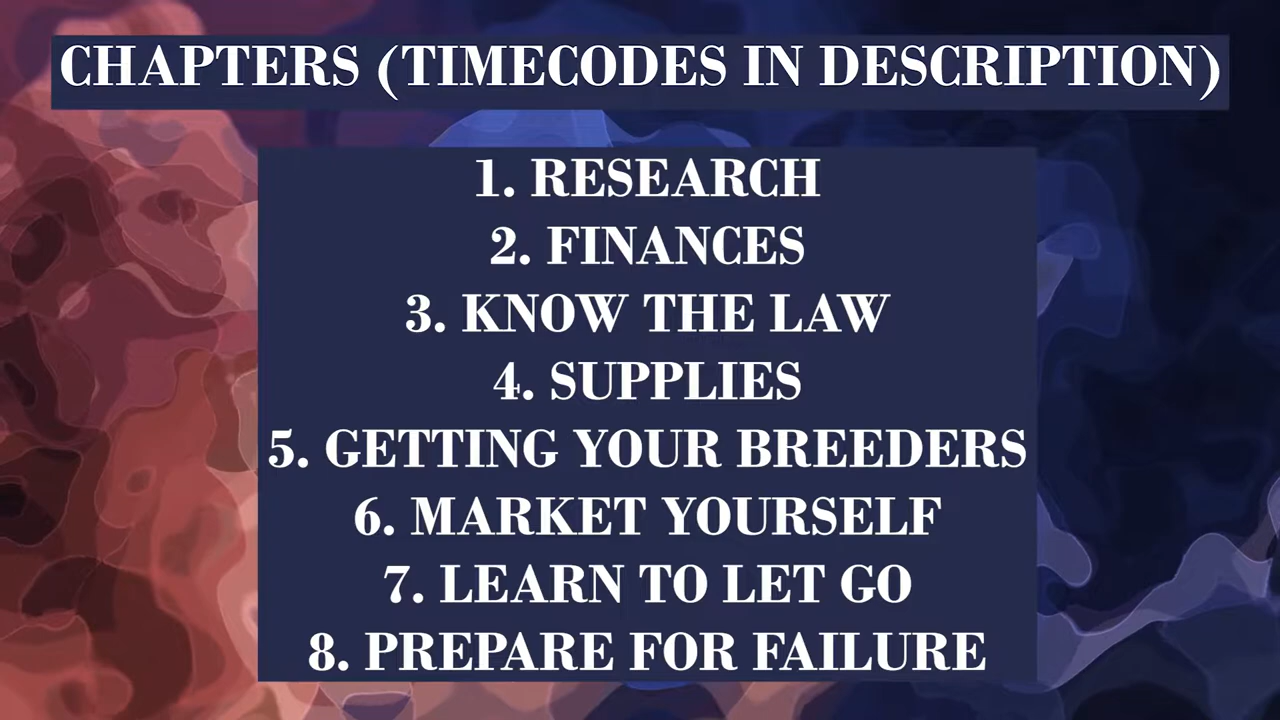 CHAPTERS (TIMECODES IN DESCRIPTION)
1. RESEARCH
2. FINANCES
3. KNOW THE LAW
4. SUPPLIES
5. GETTING YOUR BREEDERS
6. MARKET YOURSELF
7. LEARN TO LET GO
8. PREPARE FOR FAILURE